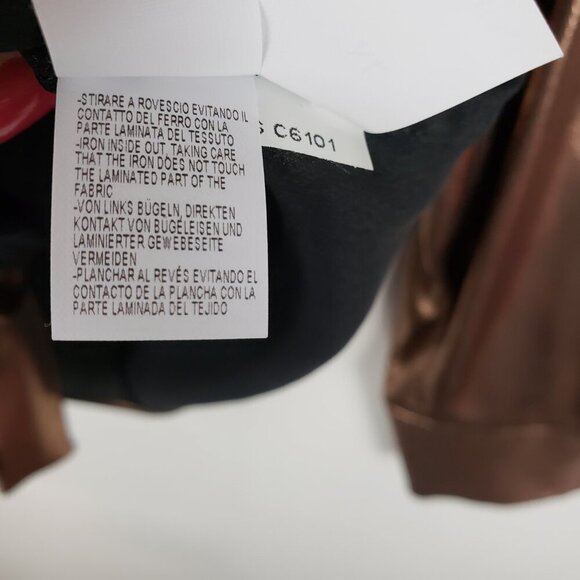 -STIRARE A ROVESCIO EVITANDO IL
CONTATTO DEL FERRO CON LA
PARTE LAMINATA DEL TESSUTO
-IRON INSIDE OUT, TAKING CARE
THAT THE IRON DOES NOT TOUCH
THE LAMINATED PART OF THE
FABRIC
-VON LINKS BÜGELN, DIREKTEN
KONTAKT VON BÜGELEISEN UND
LAMINIERTER GEWEBESEITE
VERMEIDEN
-PLANCHAR AL REVÉS EVITANDO EL
CONTACTO DE LA PLANCHA CON LA
PARTE LAMINADA DEL TEJIDO
C6101